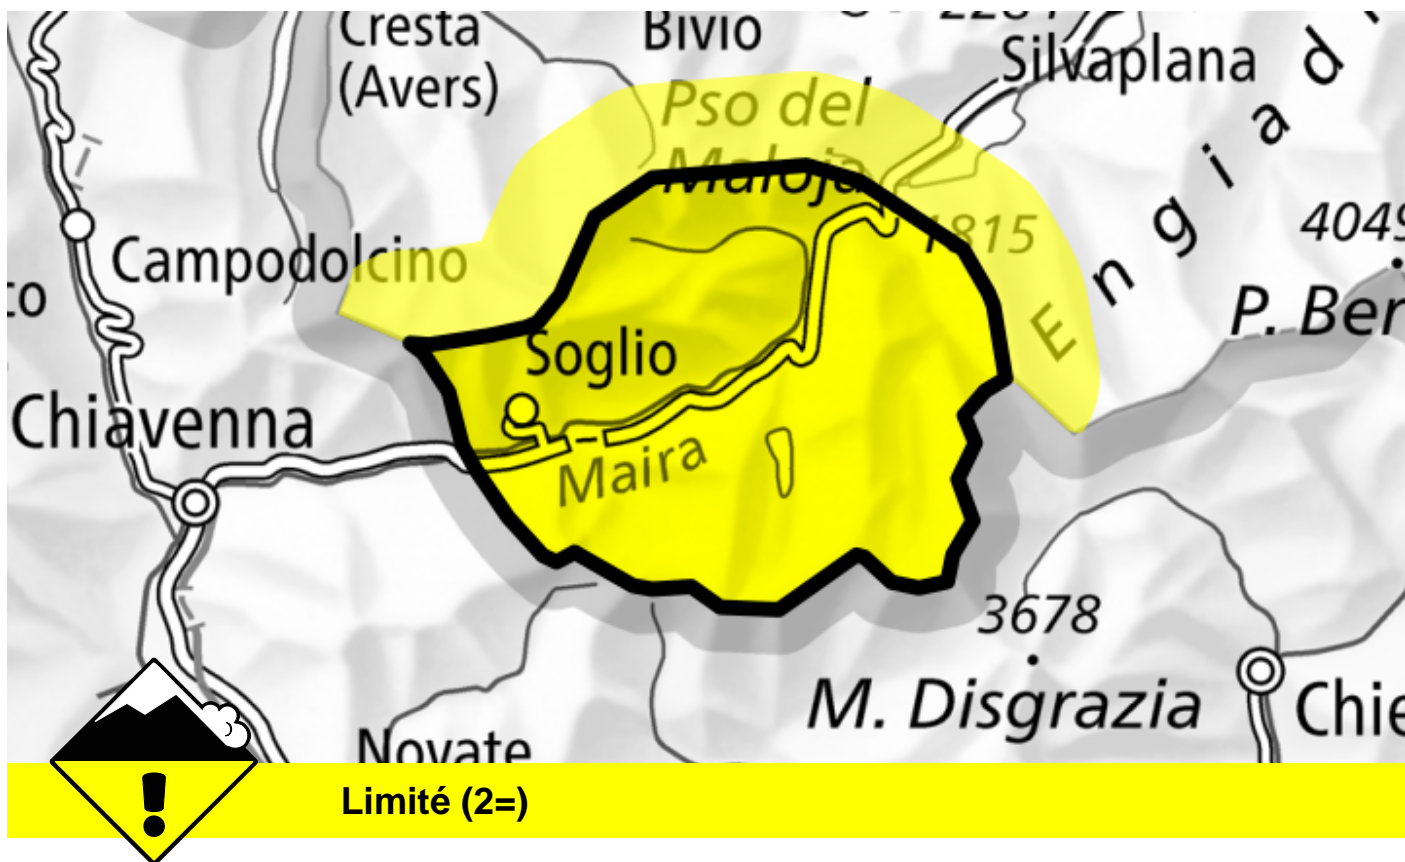 Cresta
(Avers)
Bivio
Silvaplana
Pso del
Maloja
1815
Campodolcino
4049
P. Ber
Engiad
Soglio
Chiavenna
Maira
3678
M. Disgrazia
Chie
Novate
Limité (2=)